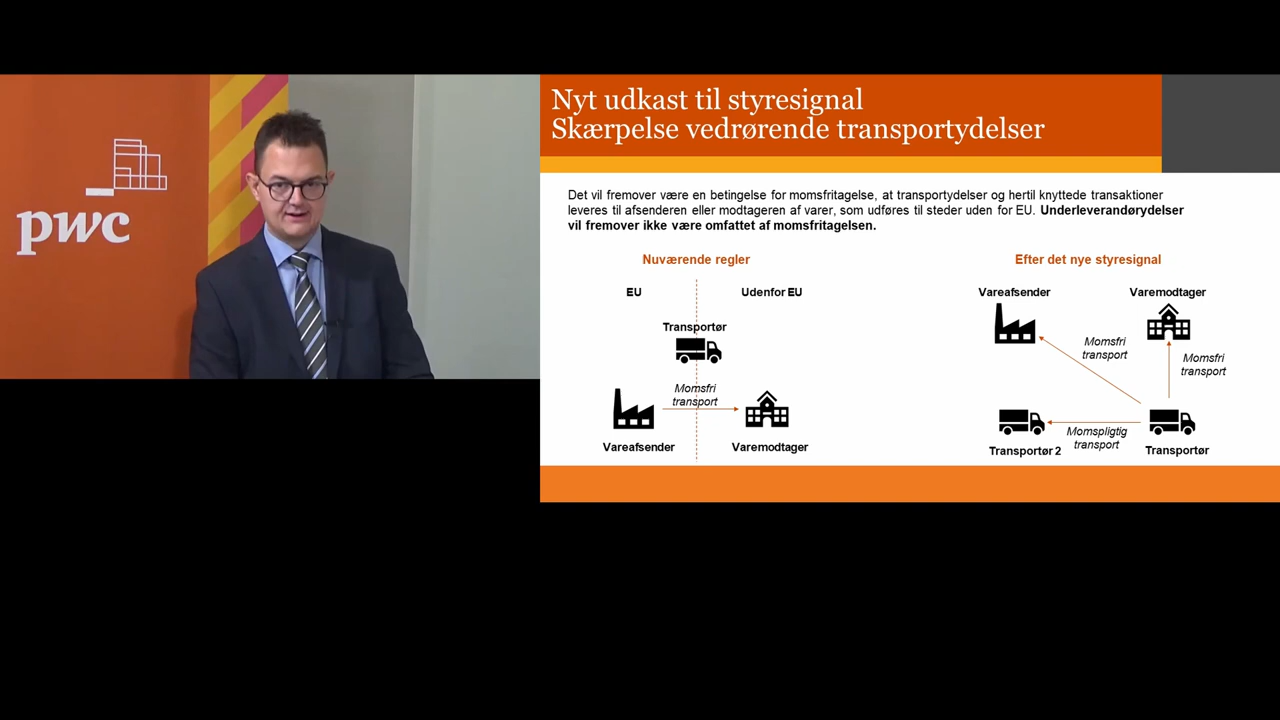 pwc
Nyt udkast til styresignal
Skærpelse vedrørende transportydelser
Det vil fremover være en betingelse for momsfritagelse, at transportydelser og hertil knyttede transaktioner
leveres til afsenderen eller modtageren af varer, som udføres til steder uden for EU. Underleverandørydelser
vil fremover ikke være omfattet af momsfritagelsen.
Nuværende regler
EU
Udenfor EU
Transportør
Momsfri
transport
Vareafsender
Varemodtager
Efter det nye styresignal
Vareafsender
Varemodtager
Momsfri
transport
Momsfri
transport
Momspligtig
transport
Transportør 2
Transportør